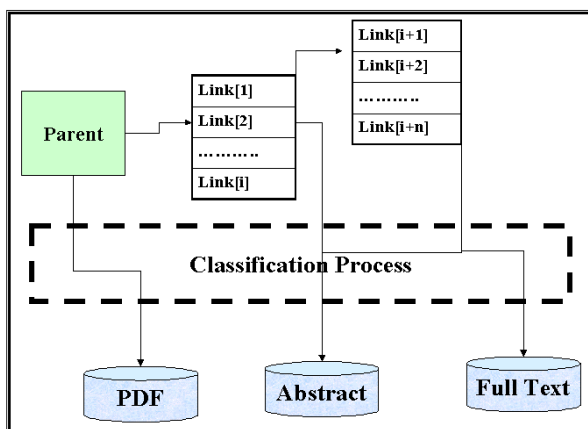 Parent
Link[1]
Link[2]
...........
Link[i]
Link[i+1]
Link[i+2]
...........
Link[i+n]
Classification Process
PDF
Abstract
Full Text